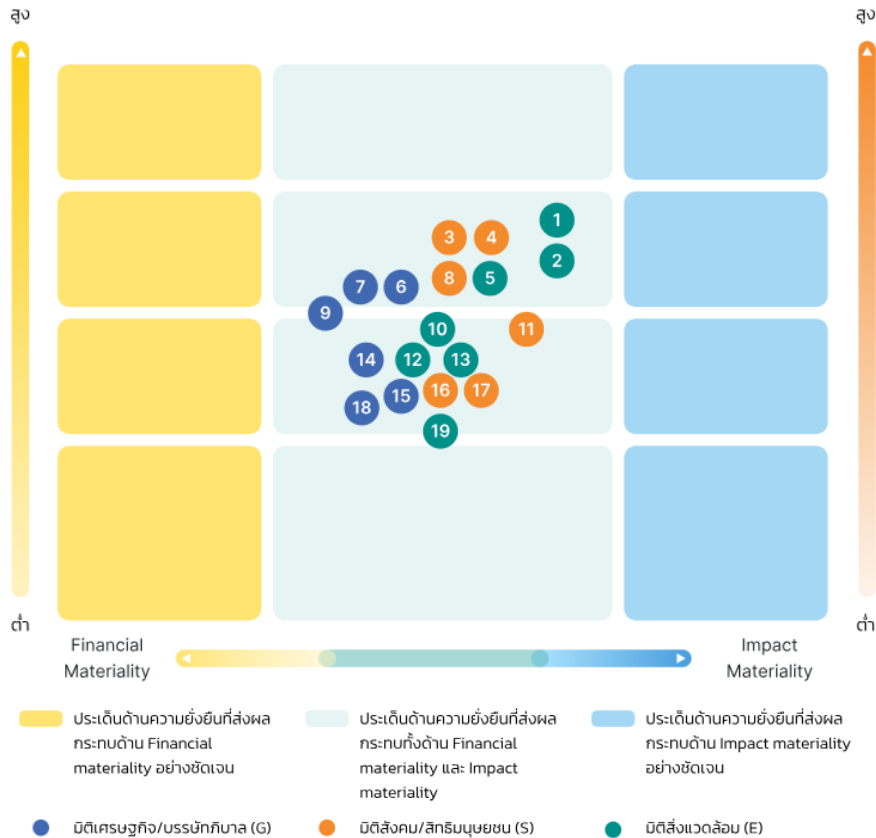 สูง
สูง
1
3
4
2
8
5
7
6
9
10
11
14
12
13
15
16
17
18
19
ต่ำ
ต่ำ
Financial
Materiality
Impact
Materiality
ประเด็นด้านความยั่งยืนที่ส่งผล
กระทบด้าน Financial
materiality อย่างชัดเจน
ประเด็นด้านความยั่งยืนที่ส่งผล
กระทบทั้งด้าน Financial
materiality และ Impact
materiality
ประเด็นด้านความยั่งยืนที่ส่งผล
กระทบด้าน Impact materiality
อย่างชัดเจน
มิติเศรษฐกิจ/บรรษัทภิบาล (G)
มิติสังคม/สิทธิมนุษยชน (S)
มิติสิ่งแวดล้อม (E)